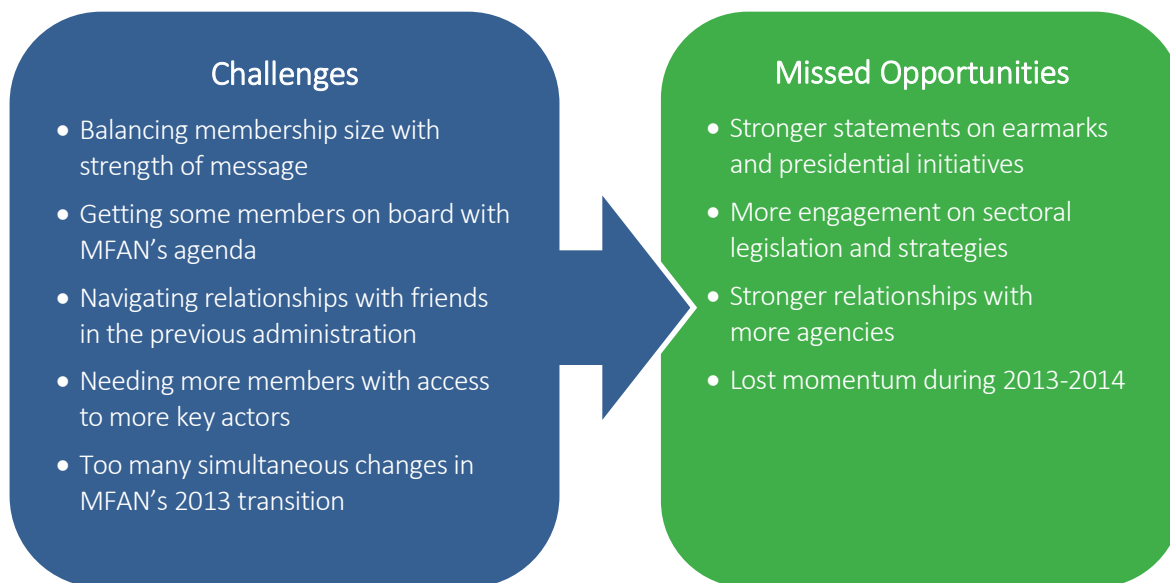 Challenges
• Balancing membership size with
strength of message
• Getting some members on board with
MFAN’s agenda
• Navigating relationships with friends
in the previous administration
• Needing more members with access
to more key actors
• Too many simultaneous changes in
MFAN’s 2013 transition
Missed Opportunities
• Stronger statements on earmarks
and presidential initiatives
• More engagement on sectoral
legislation and strategies
• Stronger relationships with
more agencies
• Lost momentum during 2013-2014